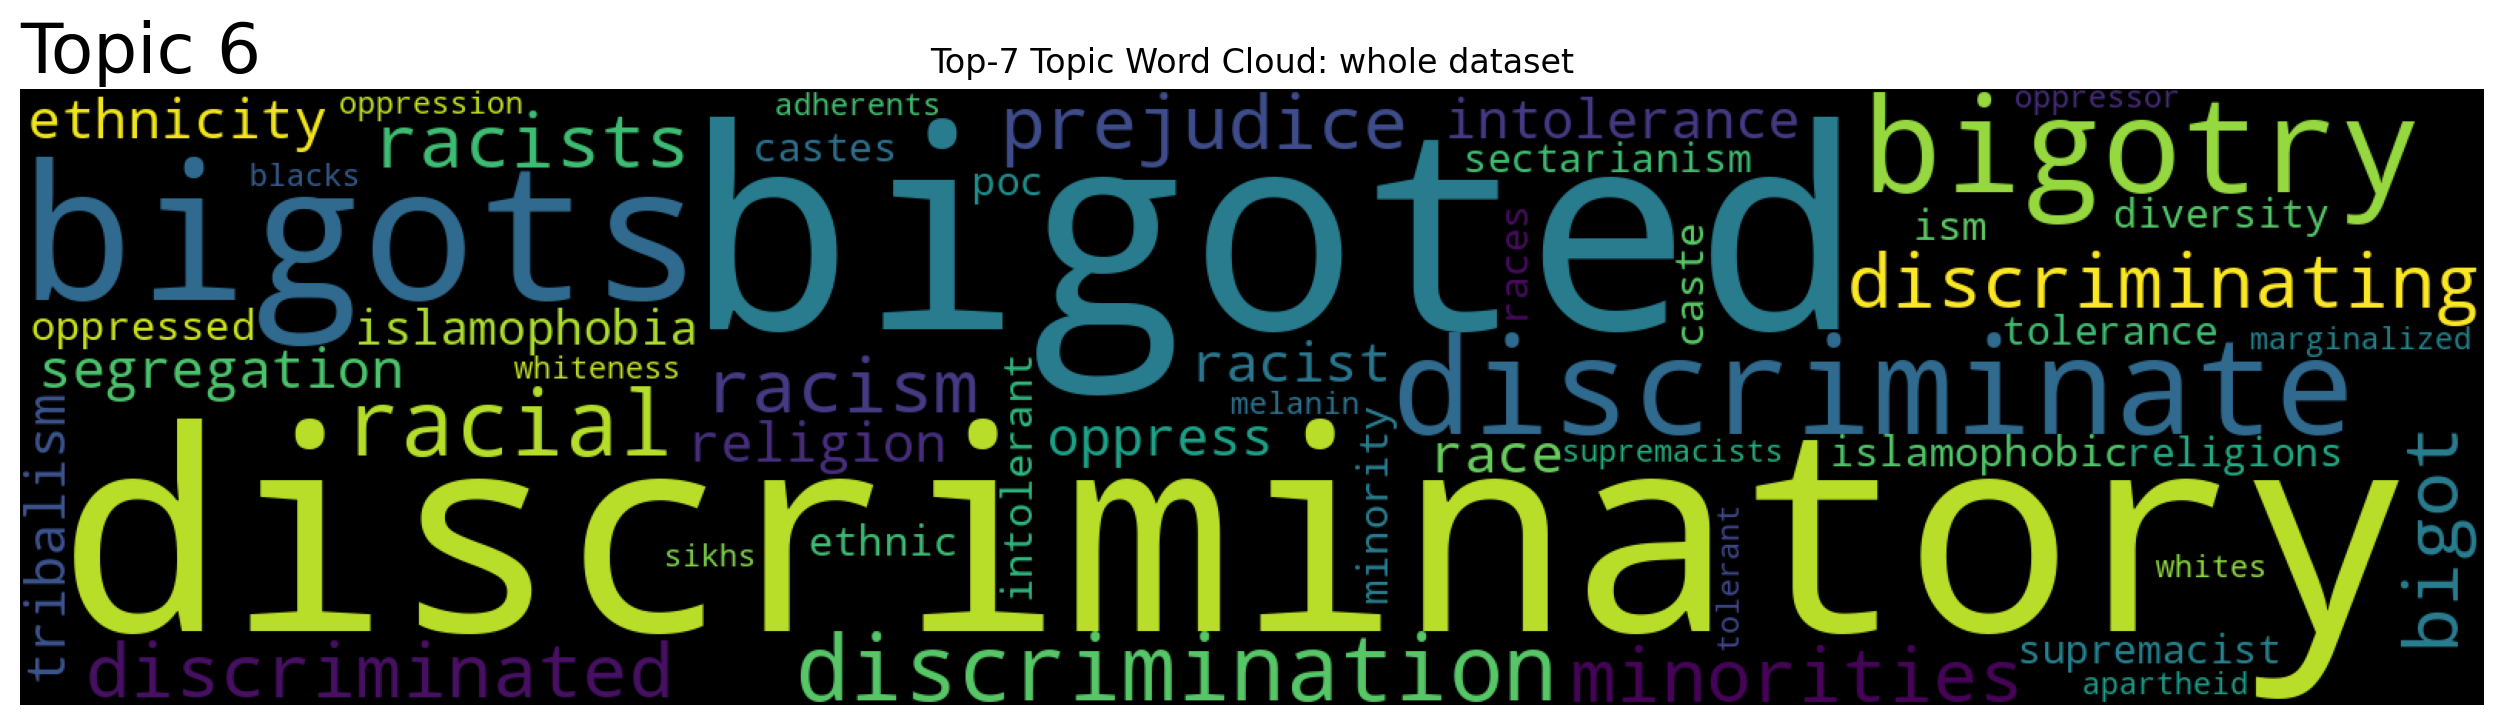 Topic 6
Top-7 Topic Word Cloud: whole dataset
ethnicity
oppression
racists
adherents
castes
prejudice
intolerance
oppressor
bigotry
blacks
bigots
bigoted
poc
sectarianism
races
caste
ism
diversity
discriminating
oppressed
islamophobia
segregation
whiteness
racism
racist
melanin
discriminate
tolerance
marginalized
racial
religion
intolerant
oppress
minority
race
supremacists
islamophobic
religions
bigot
tribalism
discriminatory
sikhs
ethnic
tolerant
whites
discriminated
discrimination
minorities
supremacist
apartheid